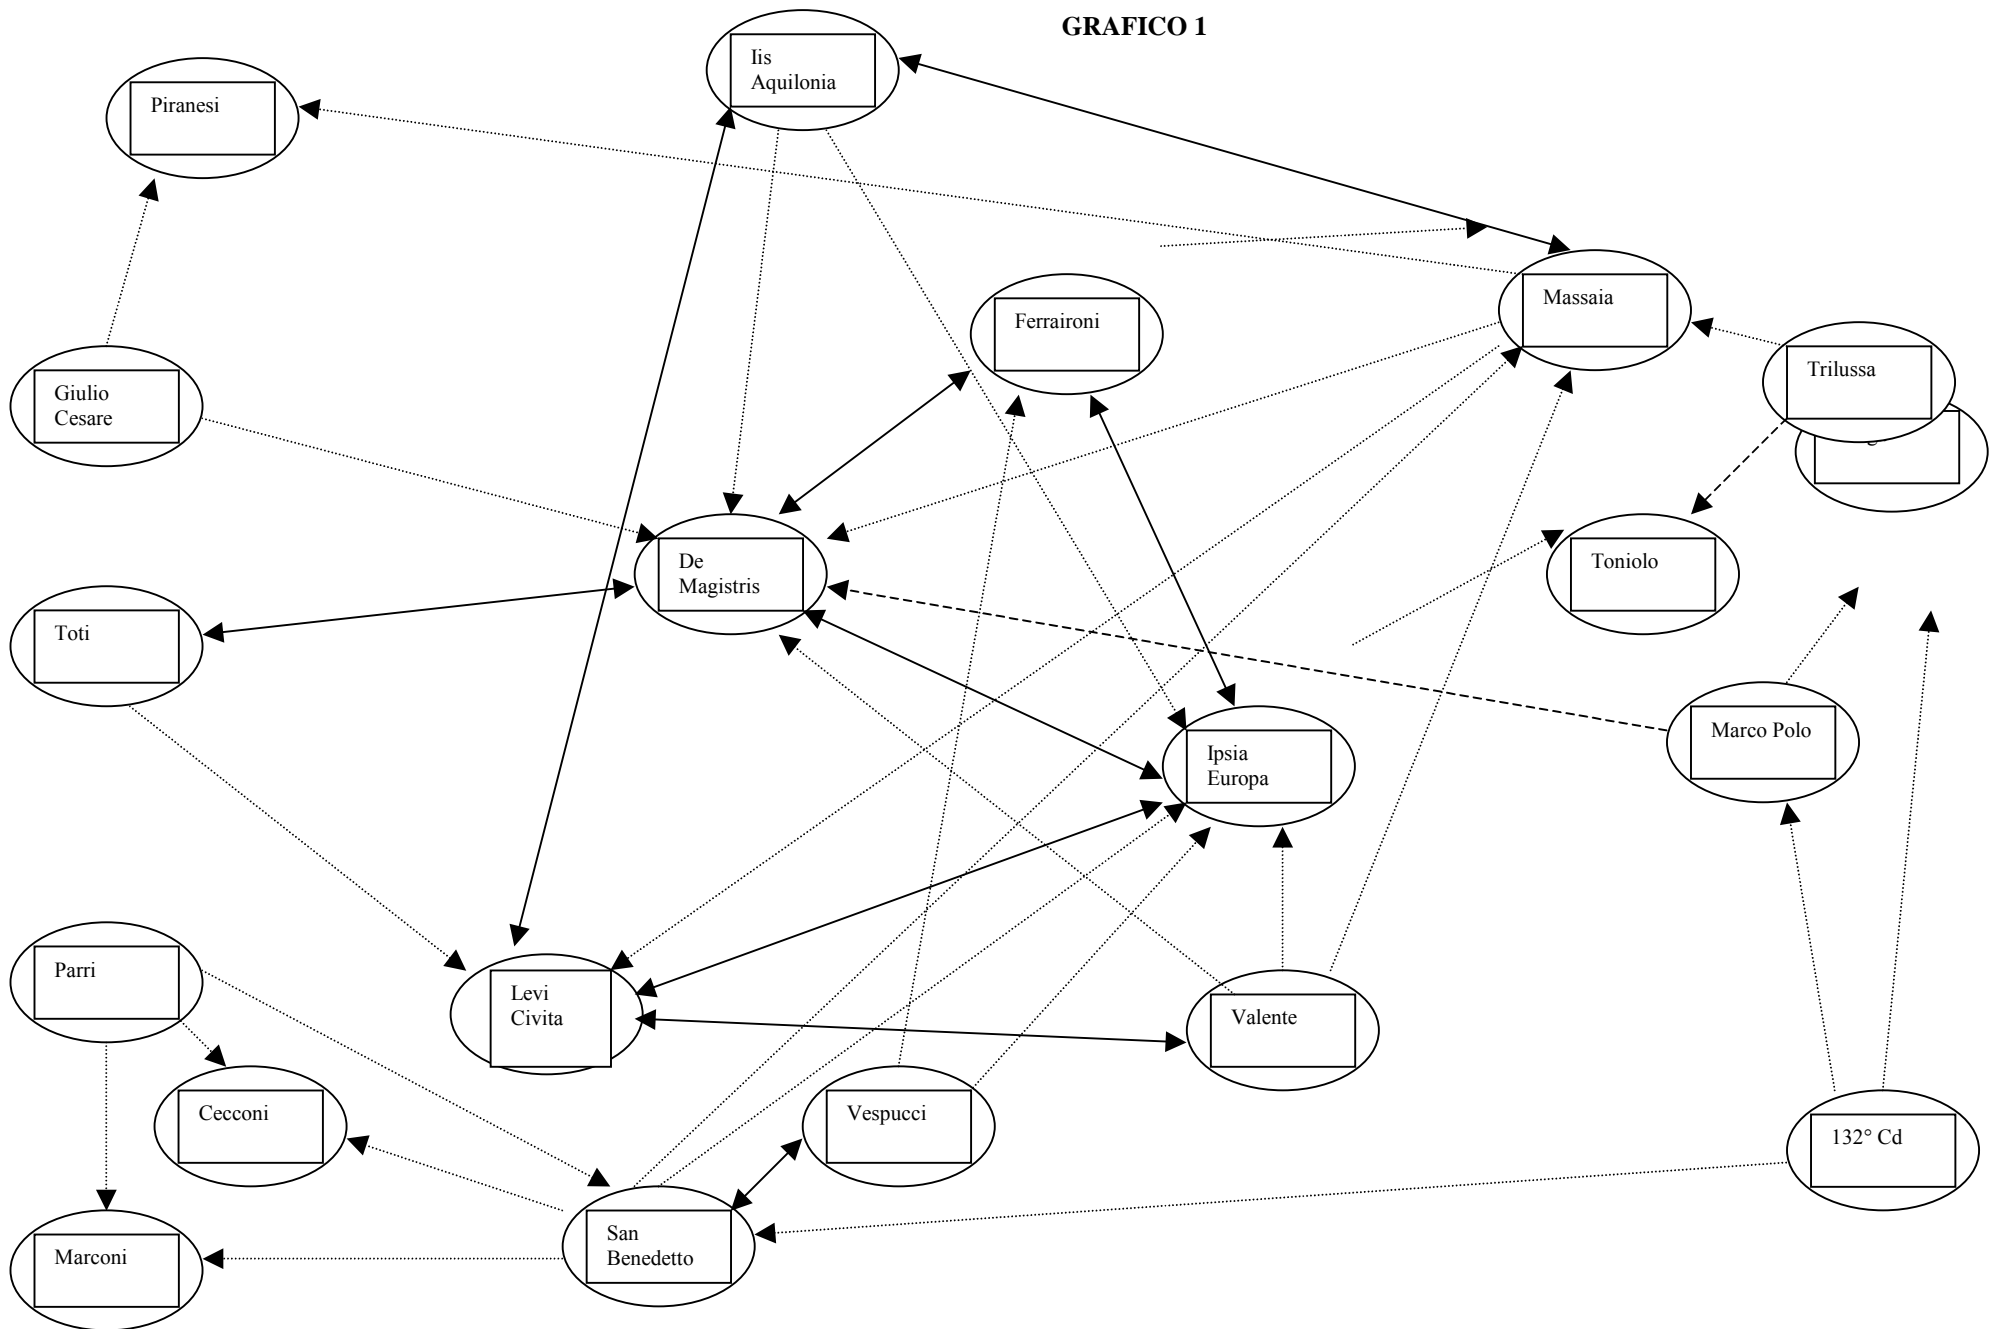 GRAFICO 1
Iis
Aquilonia
Piranesi
Massaia
Ferraironi
Trilussa
Giulio
Cesare
De
Magistris
Toniolo
Toti
Marco Polo
Ipsia
Europa
Parri
Levi
Civita
Valente
Cecconi
Vespucci
132° Cd
San
Benedetto
Marconi